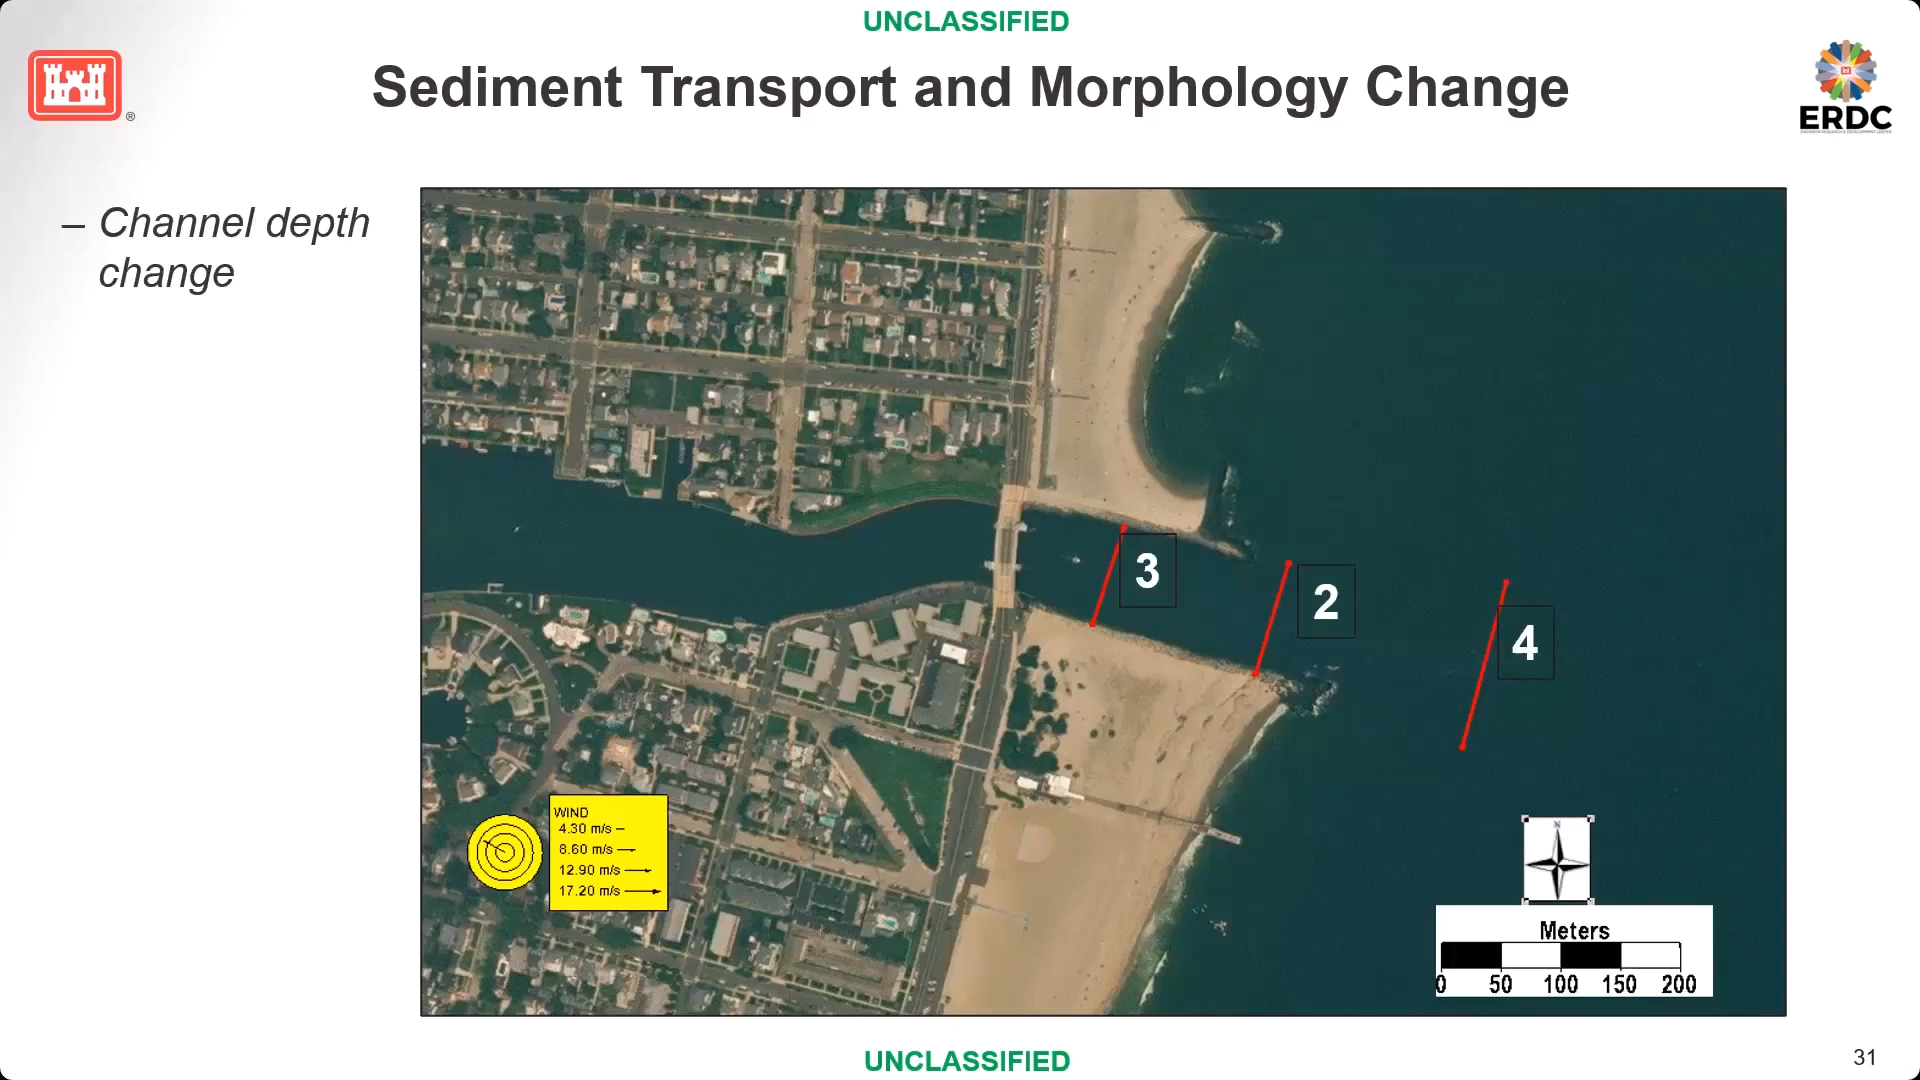 UNCLASSIFIED
Sediment Transport and Morphology Change
®
ERDC
– Channel depth
change
3
2
4
WIND
4.30 m/s
8.60 m/s
12.90 m/s
17.20 m/s
N
Meters
0 50 100 150 200
UNCLASSIFIED
31